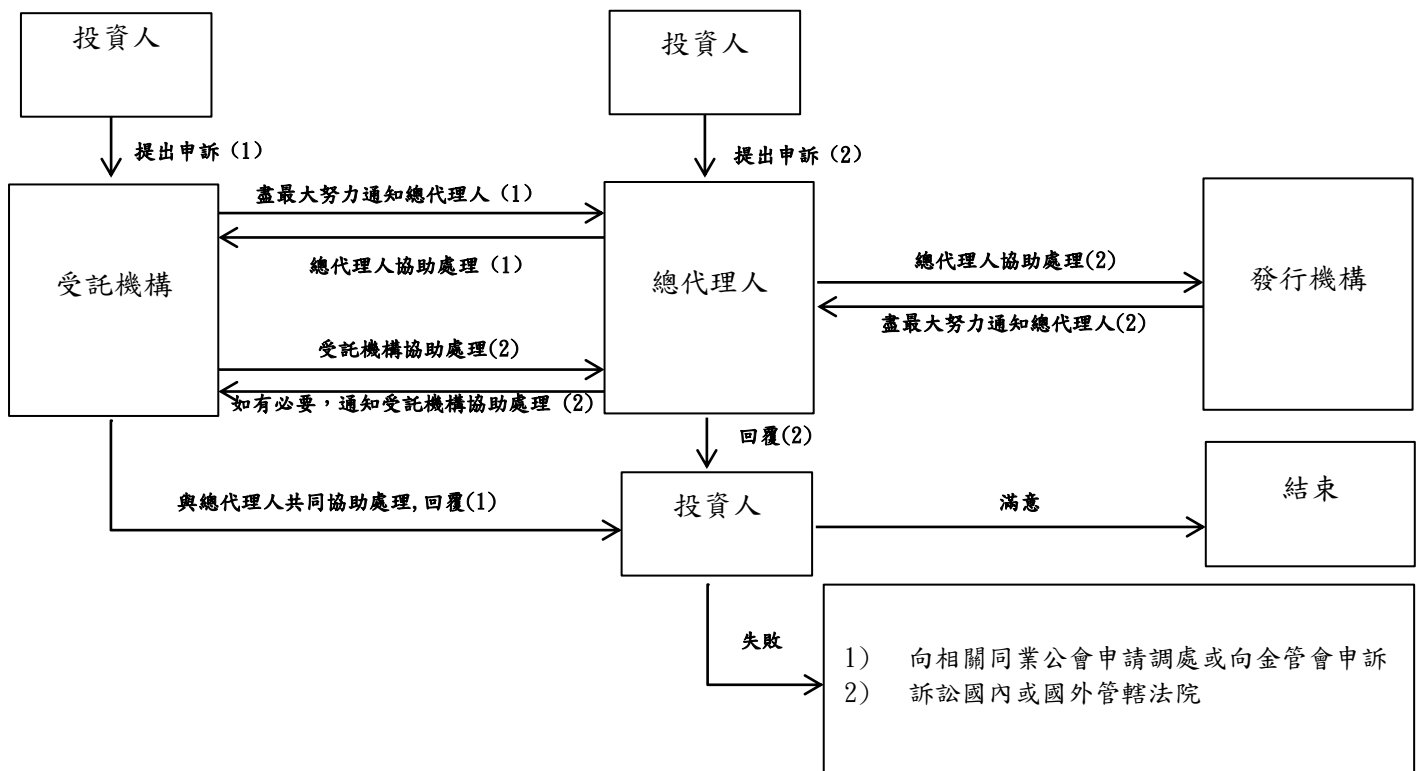 投資人
投資人
提出申訴（1）
提出申訴（2）
盡最大努力通知總代理人（1）
總代理人協助處理（1）
總代理人協助處理(2)
受託機構
總代理人
發行機構
盡最大努力通知總代理人(2)
受託機構協助處理(2)
如有必要，通知受託機構協助處理（2）
回覆(2)
與總代理人共同協助處理,回覆(1)
投資人
滿意
結束
失敗
1) 向相關同業公會申請調處或向金管會申訴
2) 訴訟國內或國外管轄法院